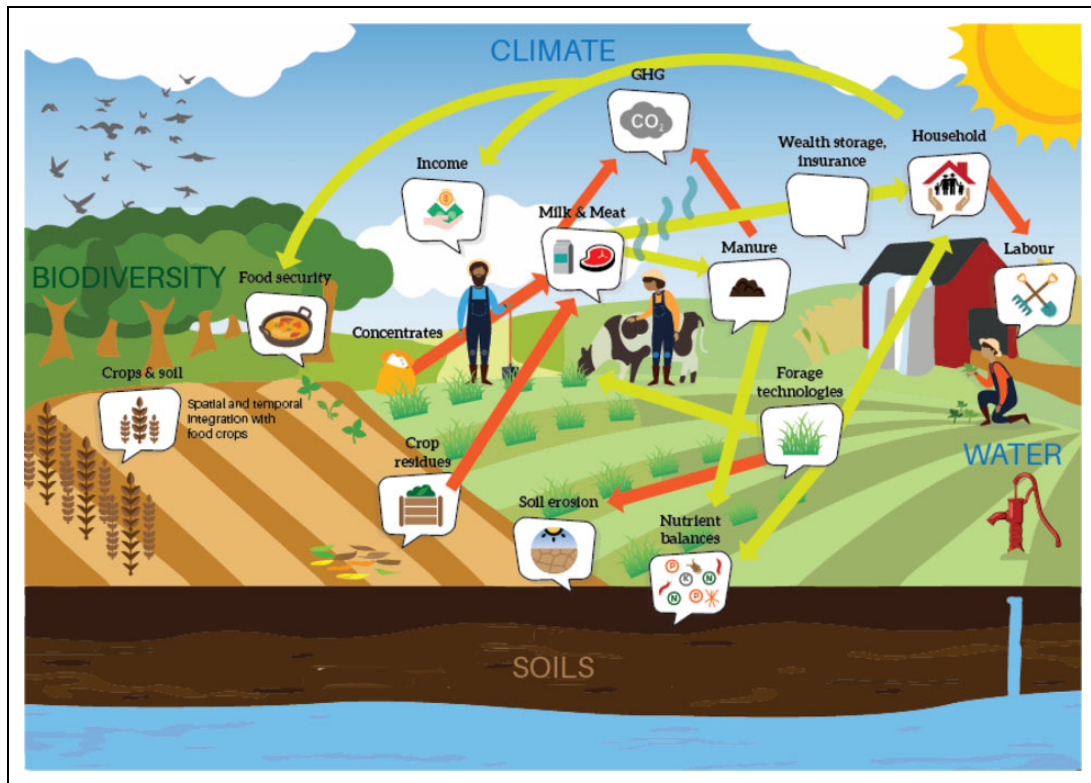 CLIMATE
GHG
CO₂
Wealth storage,
insurance
Household
Income
Milk & Meat
Manure
Labour
BIODIVERSITY
Food security
Concentrates
Crops & soil
Spatial and temporal
integration with
food crops
Forage
technologies
Crop
residues
WATER
Soil erosion
Nutrient
balances
P
K
N
N
P
SOILS